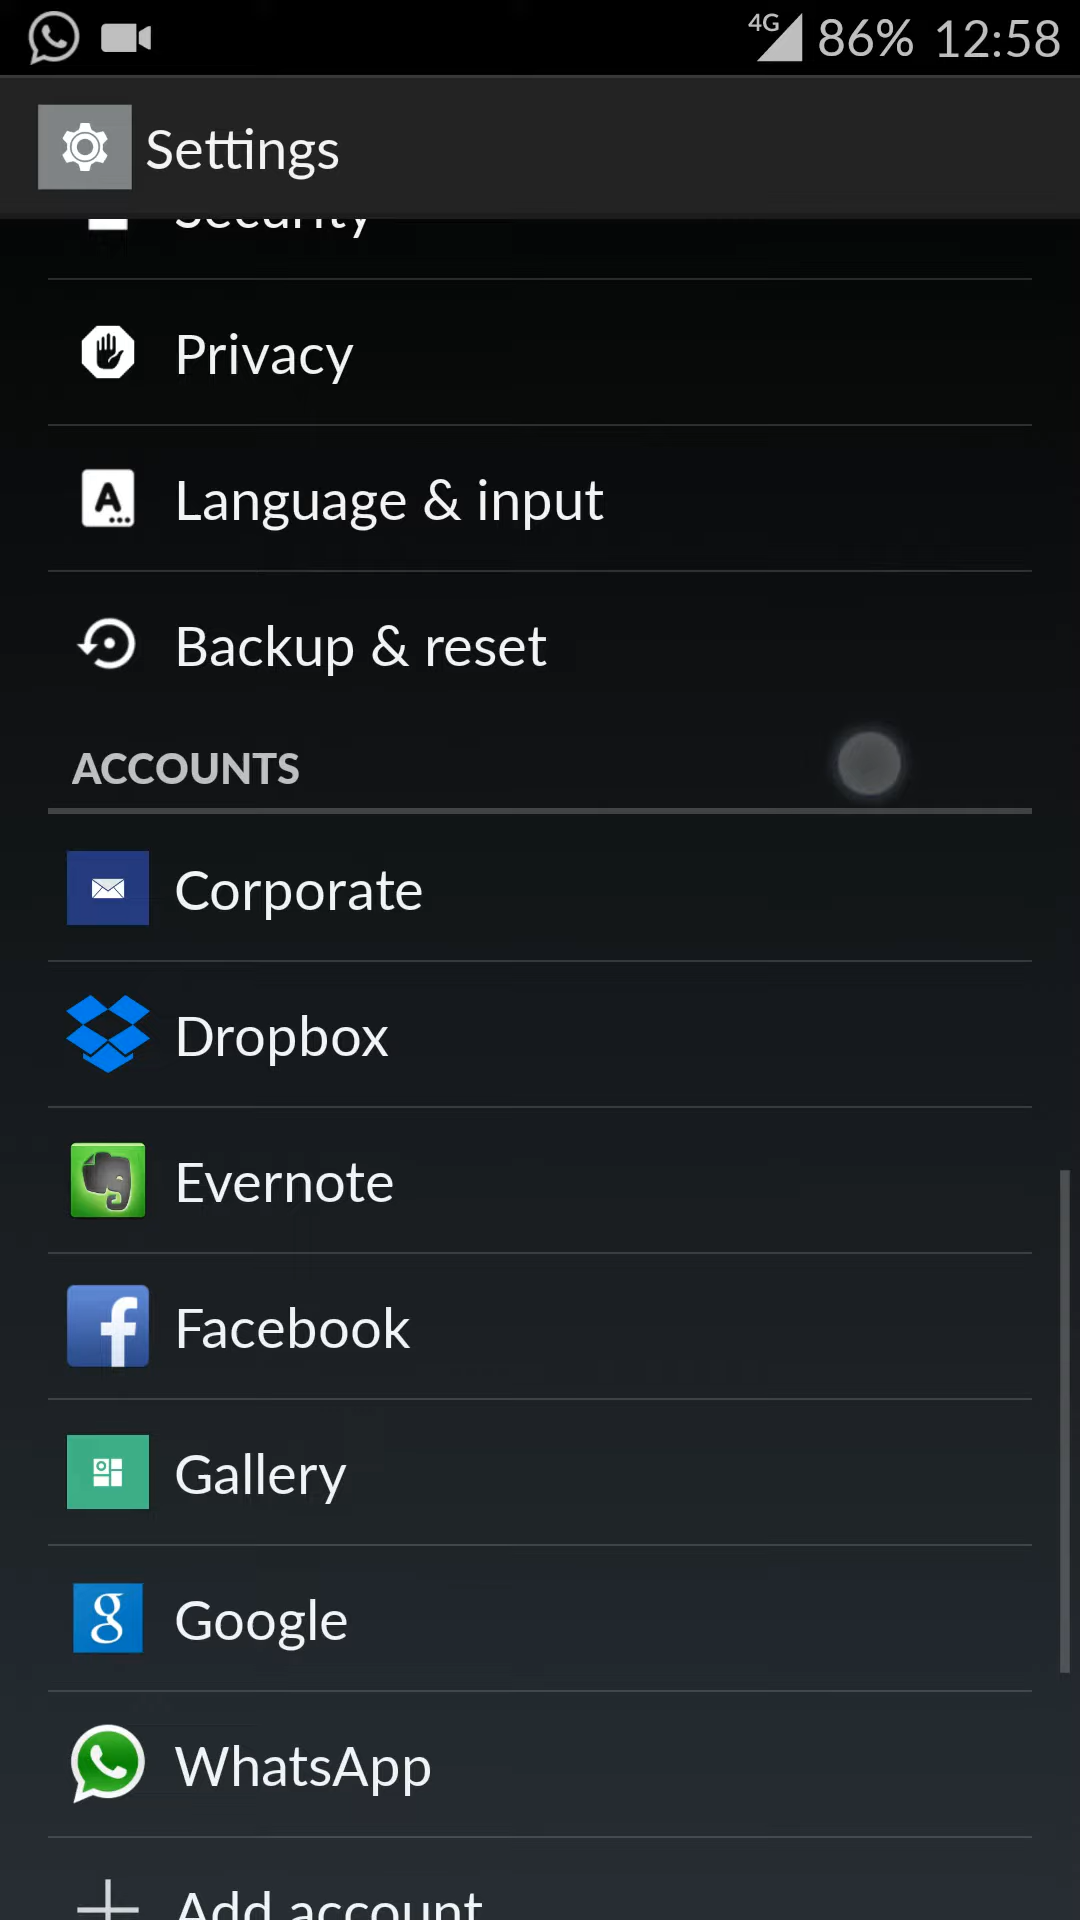 4G 86% 12:58
Settings
Security
Privacy
Language & input
Backup & reset
ACCOUNTS
Corporate
Dropbox
Evernote
Facebook
Gallery
Google
WhatsApp
Add account